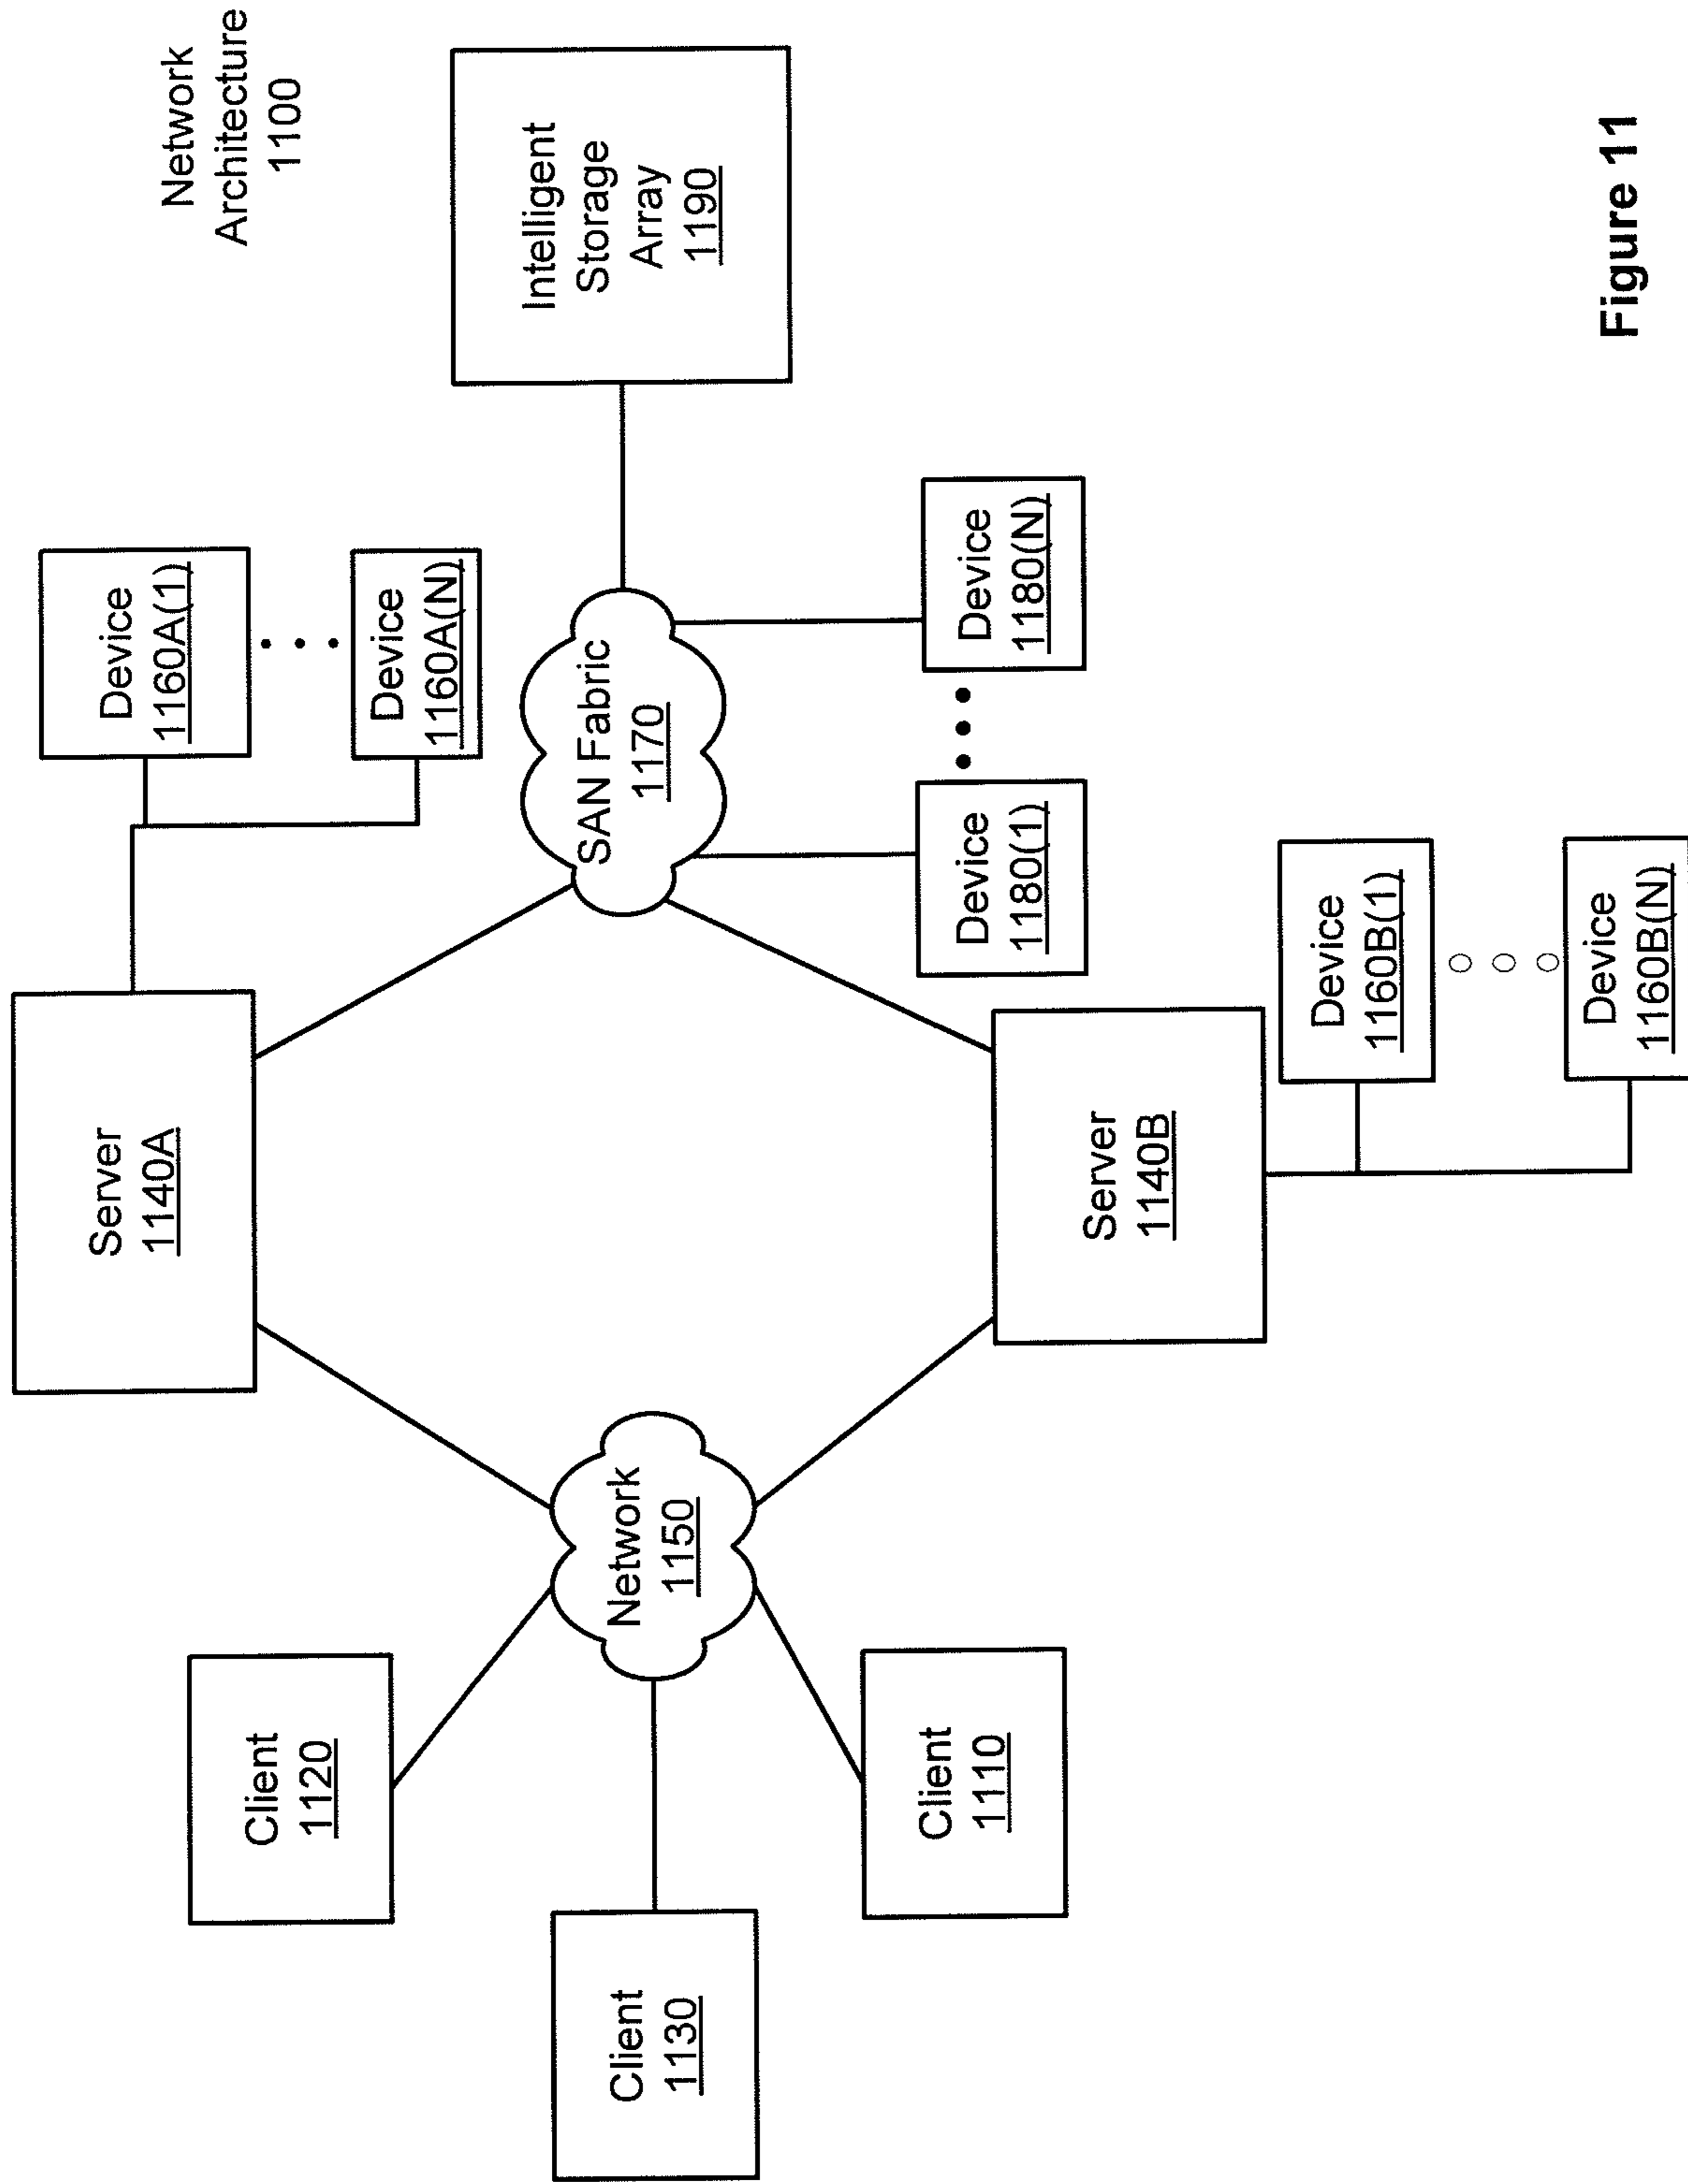 Network
Architecture
1100
Device
1160A(1)
Device
1160A(N)
Server
1140A
Intelligent
Storage
Array
1190
Client
1120
SAN Fabric
1170
Network
1150
Client
1130
Device
1180(1)
Device
1180(N)
Client
1110
Server
1140B
Device
1160B(1)
Device
1160B(N)
Figure 11